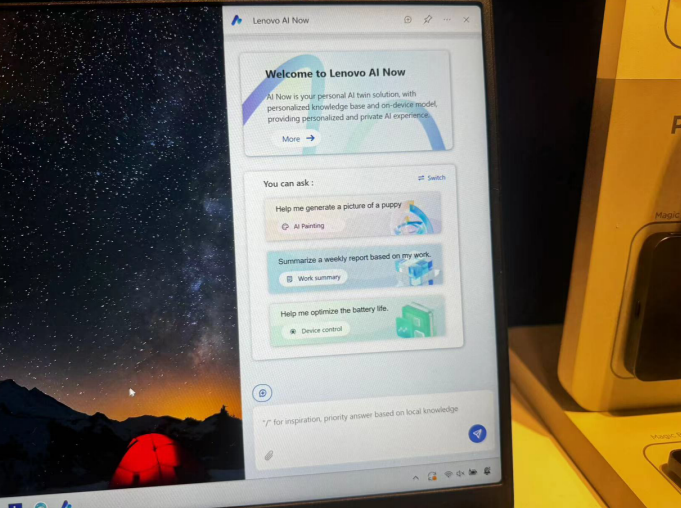 Lenovo AI Now
Welcome to Lenovo AI Now
AI Now is your personal AI twin solution, with
personalized knowledge base and on-device model,
providing personalized and private AI experience.
More
You can ask :
Switch
Help me generate a picture of a puppy
AI Painting
Summarize a weekly report based on my work.
Work summary
Help me optimize the battery life.
Device control
"/" for inspiration, priority answer based on local knowledge
P
Magic
Magic